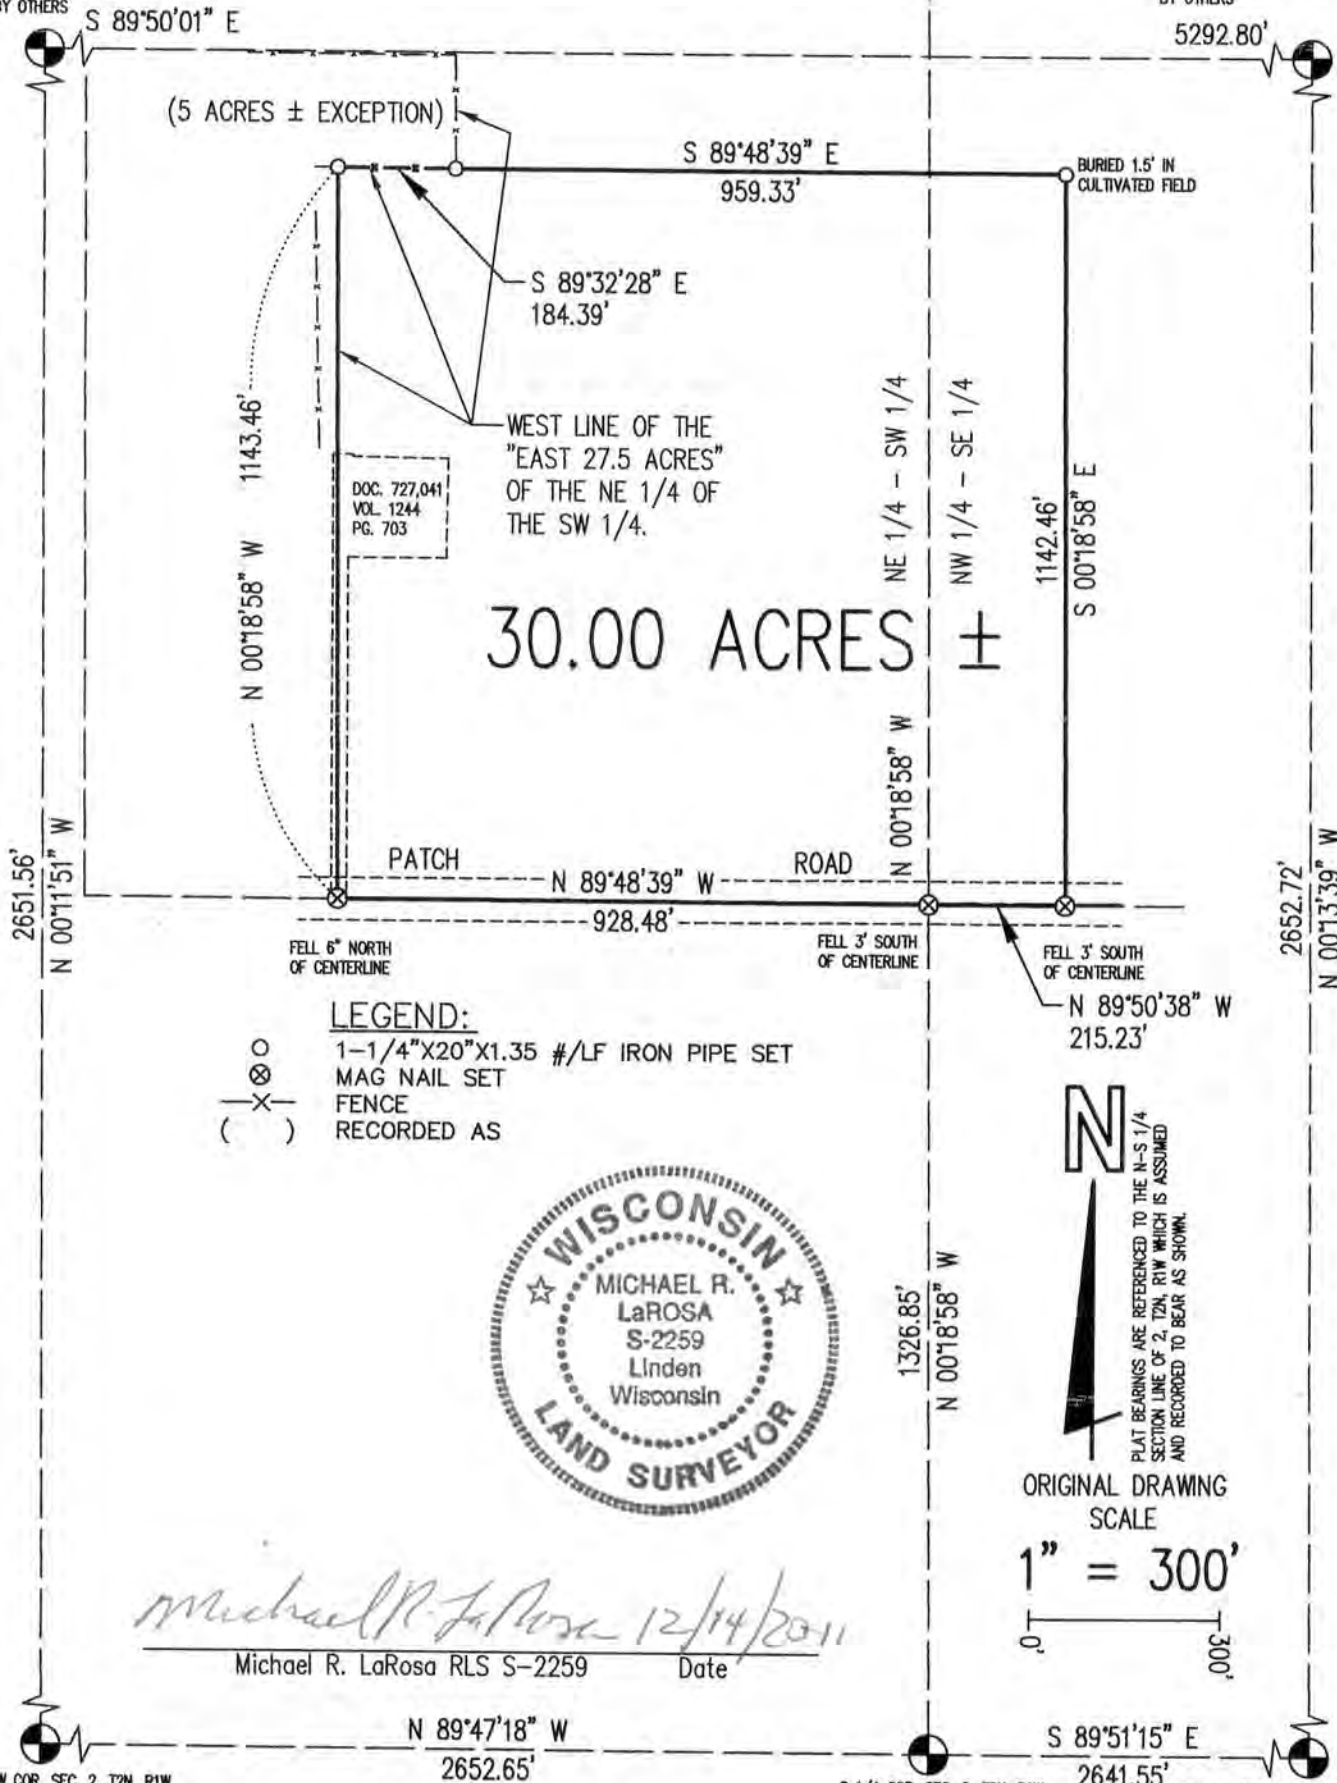 BY OTHERS
S 89°50'01" E
BY OTHERS
5292.80'
(5 ACRES ± EXCEPTION)
S 89°48'39" E
959.33'
BURIED 1.5' IN
CULTIVATED FIELD
S 89°32'28" E
184.39'
N 00°18'58" W 1143.46'
WEST LINE OF THE
"EAST 27.5 ACRES"
OF THE NE 1/4 OF
THE SW 1/4.
DOC. 727,041
VOL. 1244
PG. 703
NE 1/4 - SW 1/4
NW 1/4 - SE 1/4
1142.46'
S 00°18'58" E
30.00 ACRES ±
N 00°18'58" W
2651.56'
N 00°11'51" W
2652.72'
N 00°13'39" W
PATCH ROAD
N 89°48'39" W
928.48'
FELL 6" NORTH
OF CENTERLINE
FELL 3' SOUTH
OF CENTERLINE
FELL 3' SOUTH
OF CENTERLINE
N 89°50'38" W
215.23'
LEGEND:
1-1/4"X20"X1.35 #/LF IRON PIPE SET
MAG NAIL SET
FENCE
( ) RECORDED AS
N
PLAT BEARINGS ARE REFERENCED TO THE N-S 1/4
SECTION LINE OF 2, T2N, R1W WHICH IS ASSUMED
AND RECORDED TO BEAR AS SHOWN.
WISCONSIN
MICHAEL R.
LaROSA
S-2259
Linden
Wisconsin
LAND SURVEYOR
1326.85'
N 00°18'58" W
ORIGINAL DRAWING
SCALE
1" = 300'
0' 300'
Michael R. LaRosa 12/14/2011
Michael R. LaRosa RLS S-2259 Date
N 89°47'18" W
2652.65'
S 89°51'15" E
2641.55'
COR. SEC. 2, T2N, R1W